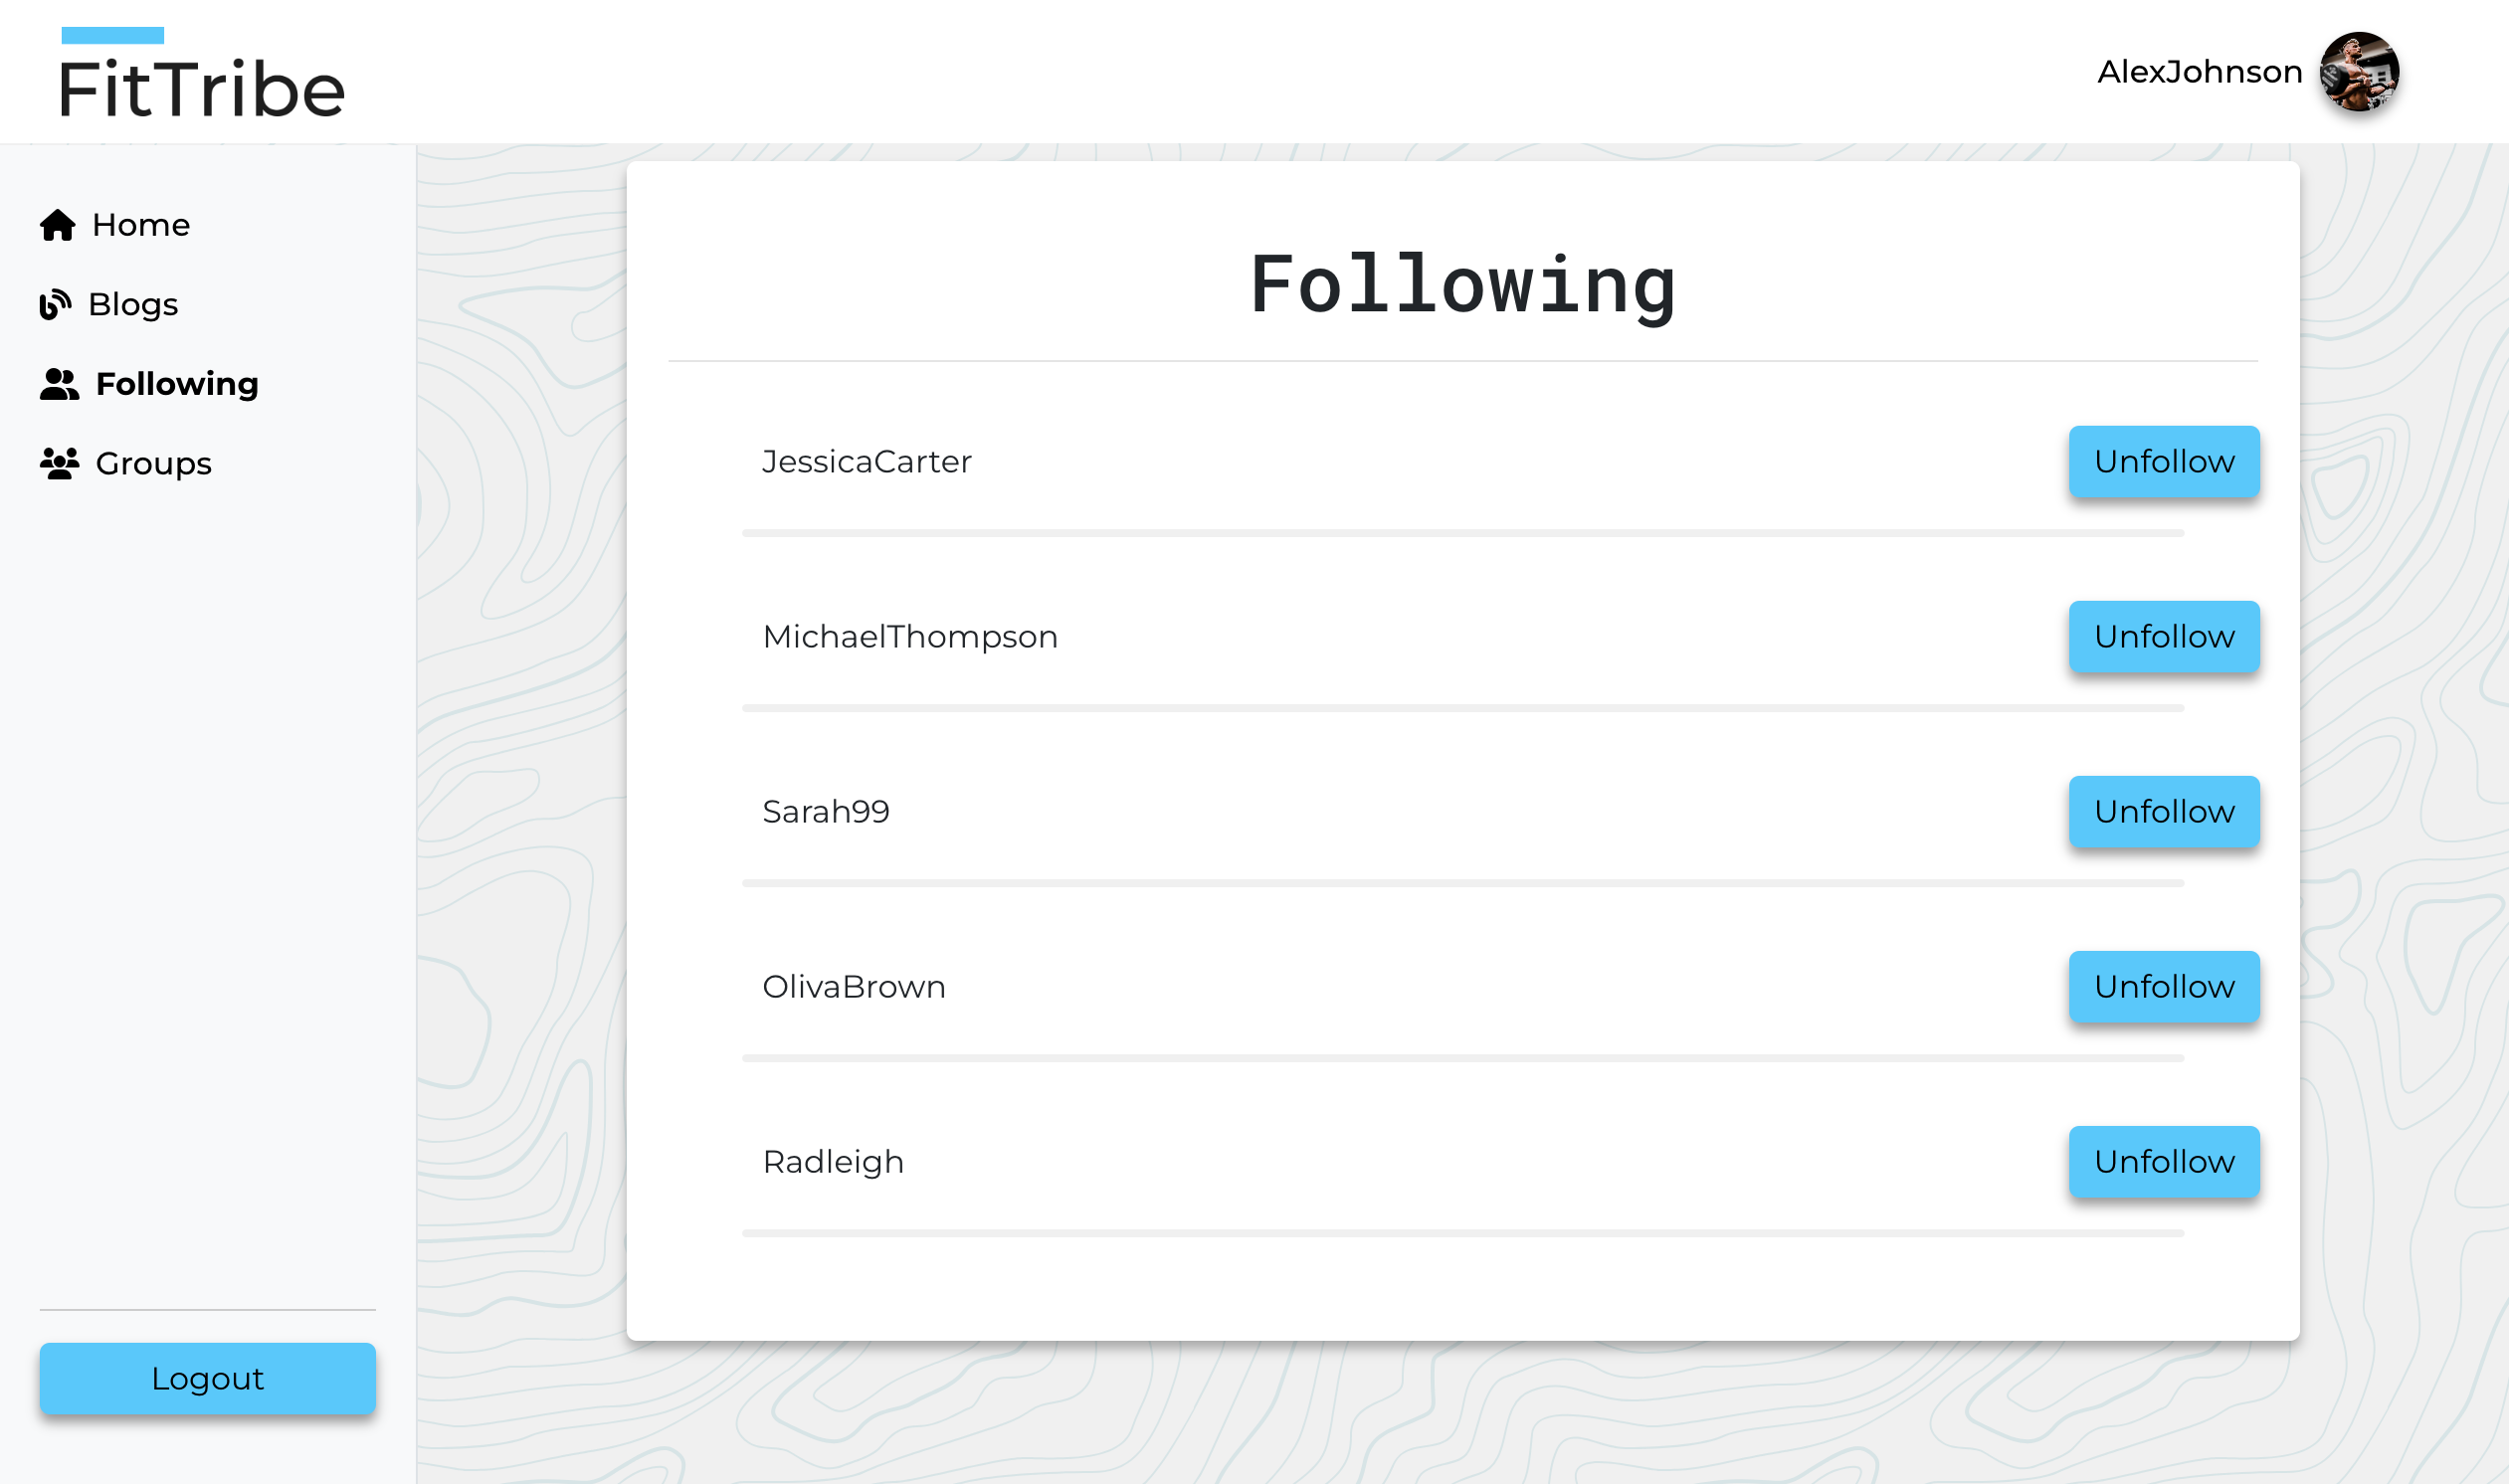 FitTribe
AlexJohnson
Home
Blogs
Following
Groups
Logout
Following
JessicaCarter
Unfollow
MichaelThompson
Unfollow
Sarah99
Unfollow
OlivaBrown
Unfollow
Radleigh
Unfollow